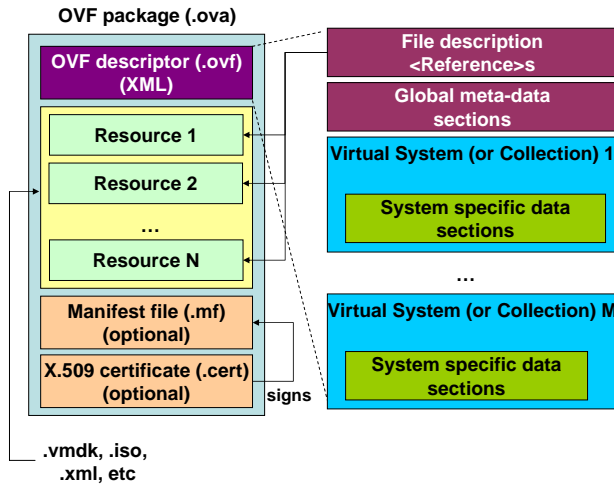 OVF package (.ova)
OVF descriptor (.ovf)
(XML)
Resource 1
Resource 2
...
Resource N
Manifest file (.mf)
(optional)
X.509 certificate (.cert)
(optional)
signs
.vmdk, .iso,
.xml, etc
File description
<Reference>s
Global meta-data
sections
Virtual System (or Collection) 1
System specific data
sections
...
Virtual System (or Collection) M
System specific data
sections